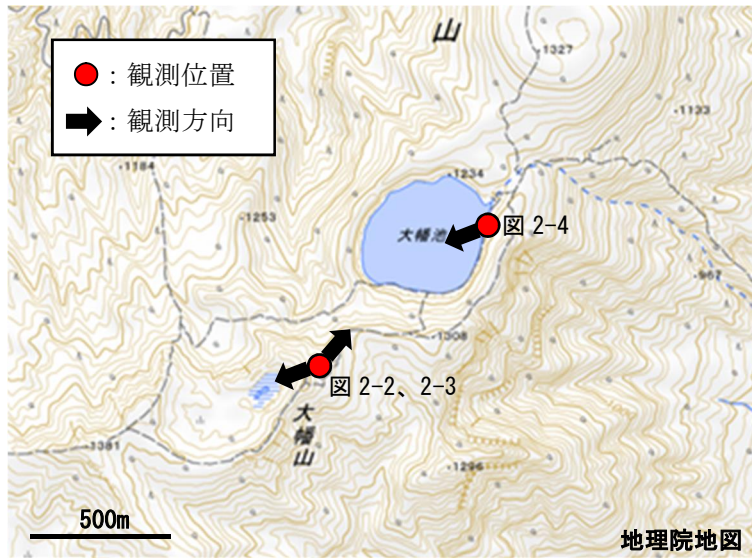 山
・1327
：観測位置
：観測方向
・1133
・1184
・1234
・1253
大幡池
図 2-4
・967
・1308
図 2-2、2-3
大幡山
・1381
・1296
500m
地理院地図